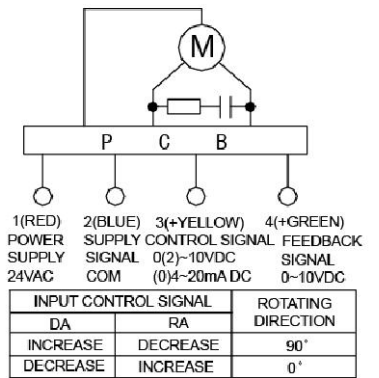 M
P C B
1(RED) 2(BLUE) 3(+YELLOW) 4(+GREEN)
POWER SUPPLY CONTROL SIGNAL FEEDBACK
SUPPLY SIGNAL 0(2)~10VDC SIGNAL
24VAC COM (0)4~20mA DC 0~10VDC
INPUT CONTROL SIGNAL ROTATING DIRECTION
DA RA
INCREASE DECREASE 90°
DECREASE INCREASE 0°